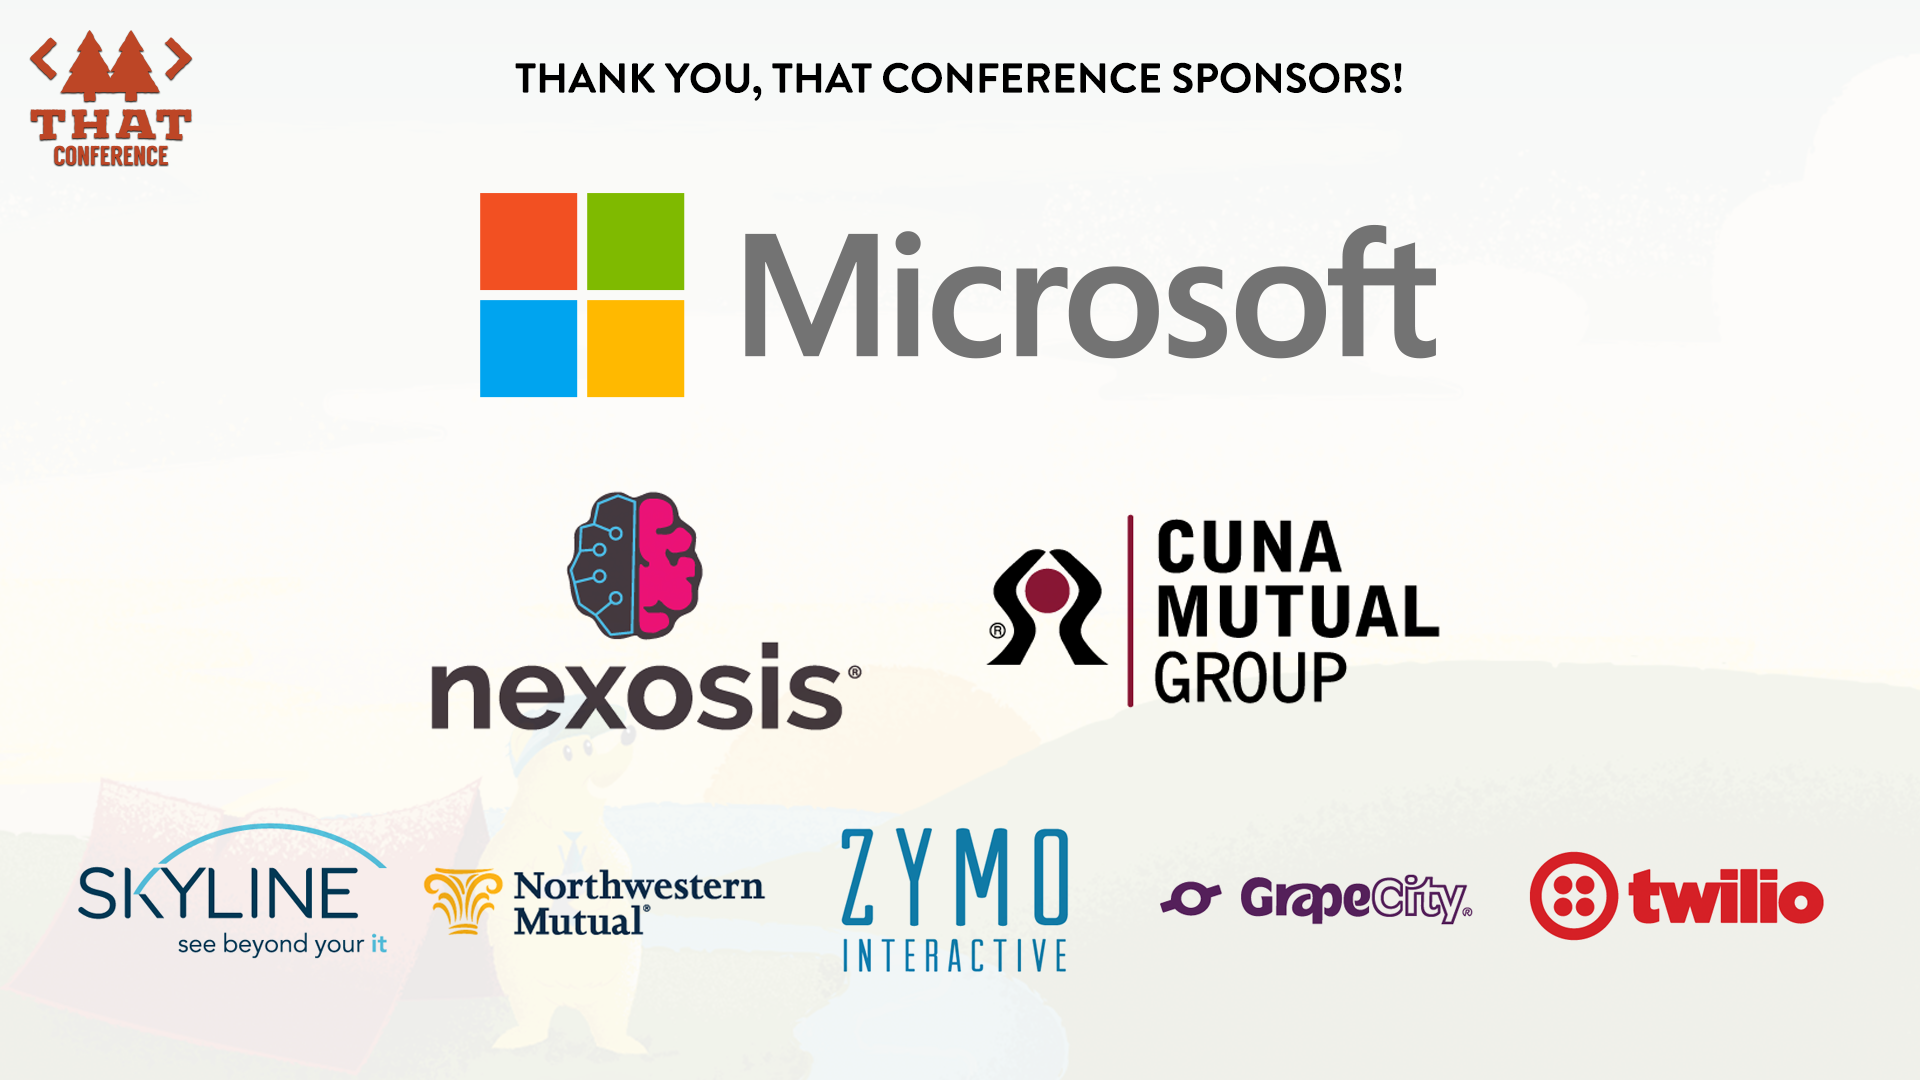 THAT
CONFERENCE
THANK YOU, THAT CONFERENCE SPONSORS!
Microsoft
nexosis®
CUNA
MUTUAL
GROUP
®
SKYLINE
see beyond your it
Northwestern
Mutual®
ZYMO
INTERACTIVE
GrapeCity®
twilio